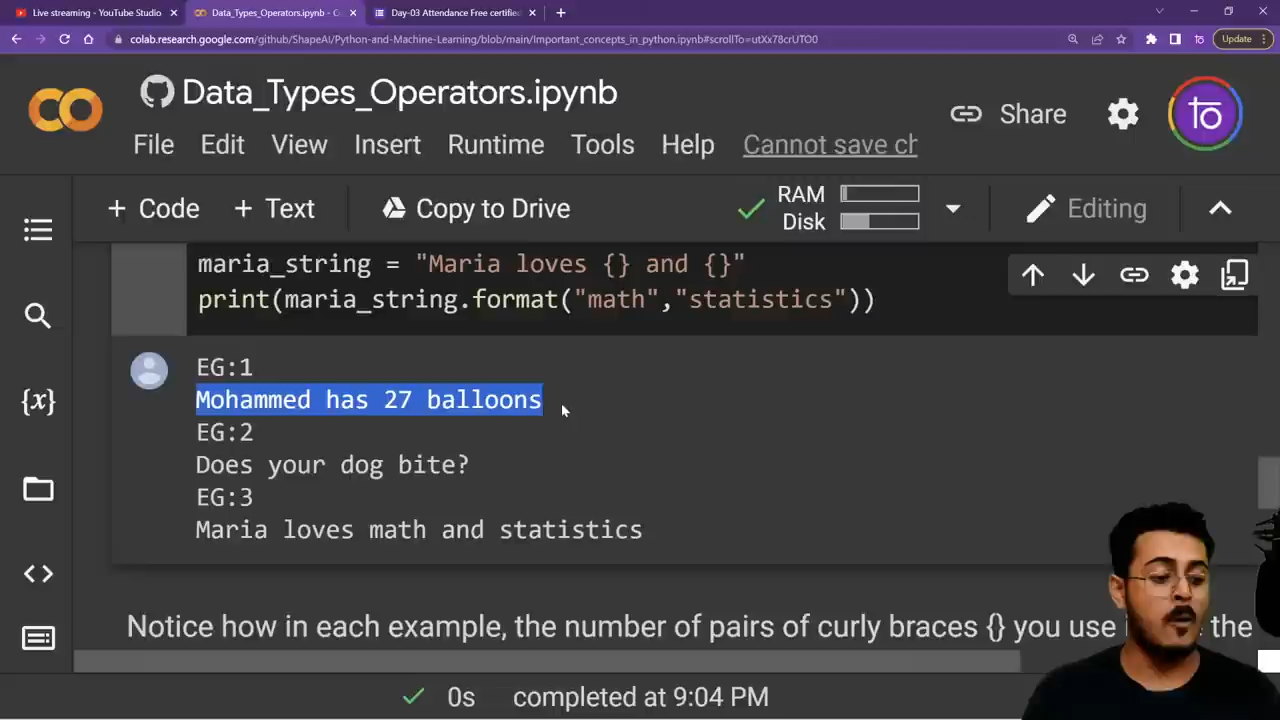 Live streaming - YouTube Studio
Data_Types_Operators.ipynb - 
Day-03 Attendance Free certified
colab.research.google.com/github/ShapeAI/Python-and-Machine-Learning/blob/main/Important_concepts_in_python.ipynb#scrollTo=utXx78crUTO0
Update
Data_Types_Operators.ipynb
File Edit View Insert Runtime Tools Help Cannot save ch
Share
+ Code + Text Copy to Drive
RAM
Disk
Editing
maria_string = "Maria loves {} and {}"
print(maria_string.format("math","statistics"))
EG:1
Mohammed has 27 balloons
EG:2
Does your dog bite?
EG:3
Maria loves math and statistics
{x}
Notice how in each example, the number of pairs of curly braces {} you use the
0s completed at 9:04 PM